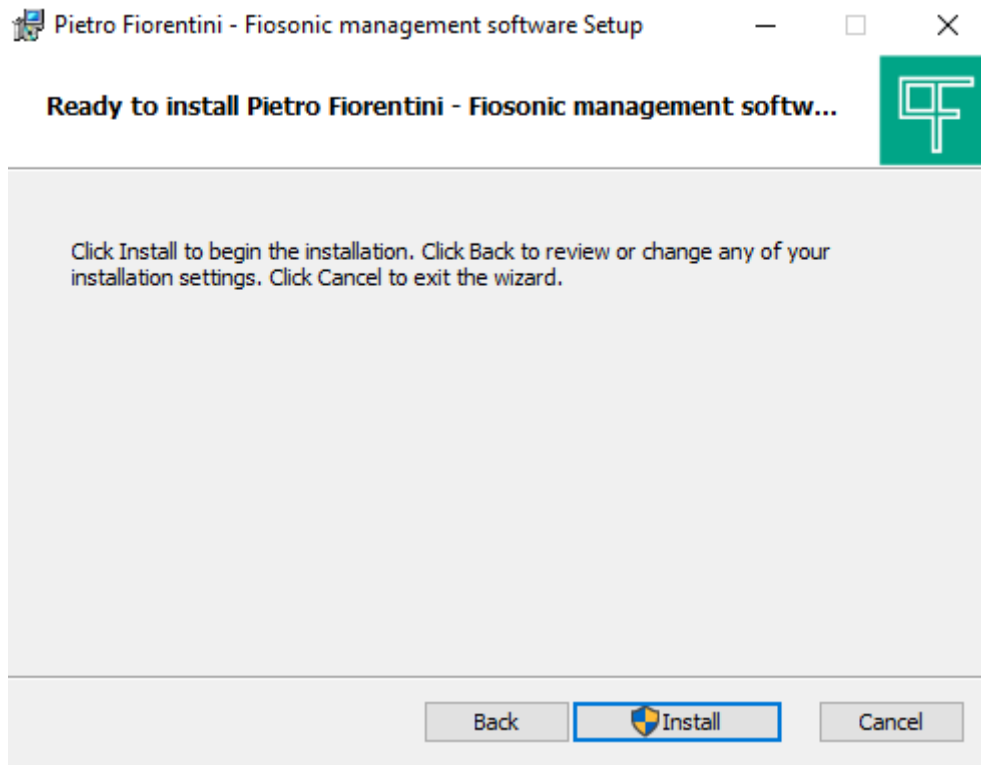 Pietro Fiorentini - Fiosonic management software Setup
Ready to install Pietro Fiorentini - Fiosonic management softw...
Click Install to begin the installation. Click Back to review or change any of your
installation settings. Click Cancel to exit the wizard.
Back
Install
Cancel